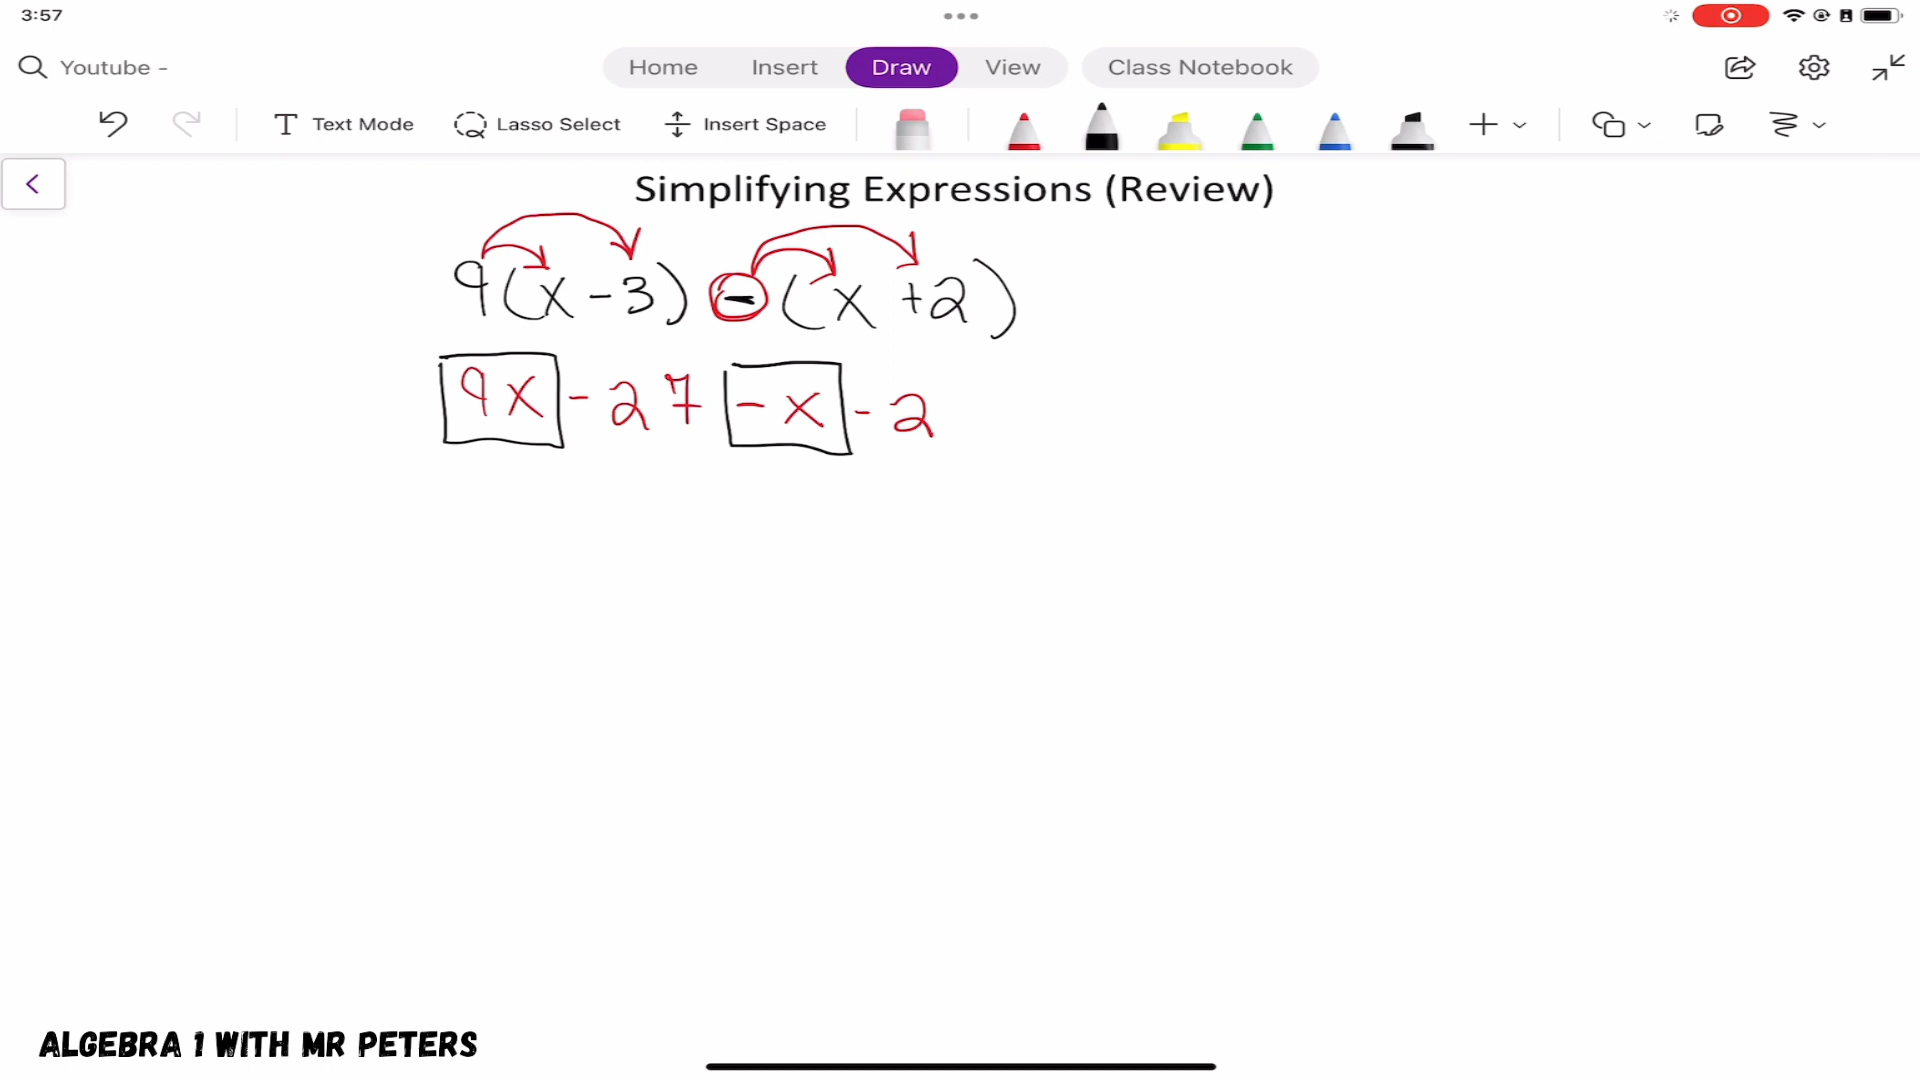 3:57
Youtube -
Home Insert Draw View Class Notebook
Text Mode Lasso Select Insert Space
Simplifying Expressions (Review)
9(x-3) - (x+2)
9x - 27 - x - 2
ALGEBRA 1 WITH MR PETERS